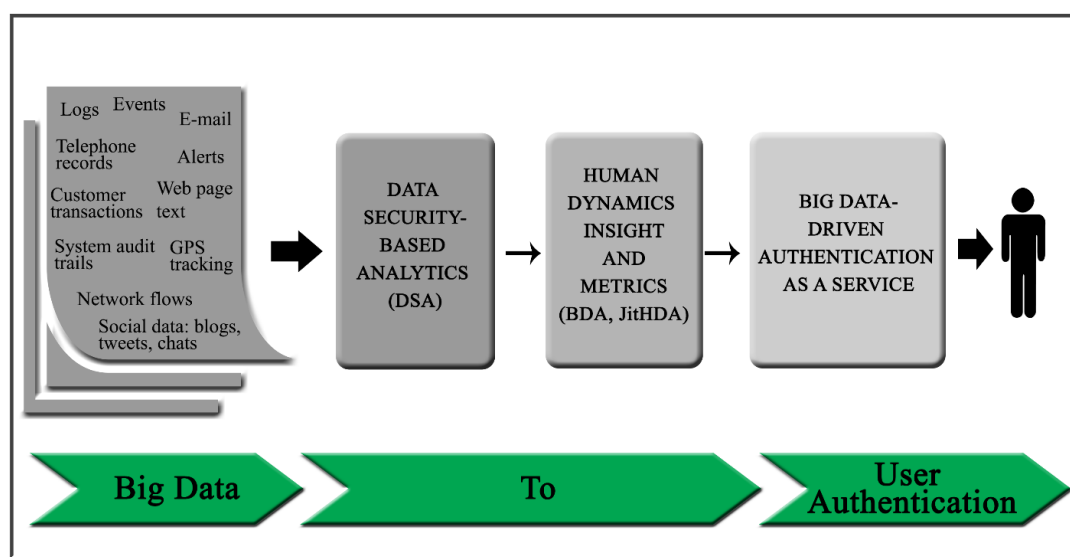 Logs
Events
E-mail
Telephone
records
Alerts
Customer
transactions
Web page
text
System audit
trails
GPS
tracking
Network flows
Social data: blogs,
tweets, chats
DATA
SECURITY-
BASED
ANALYTICS
(DSA)
HUMAN
DYNAMICS
INSIGHT
AND
METRICS
(BDA, JitHDA)
BIG DATA-
DRIVEN
AUTHENTICATION
AS A SERVICE
Big Data
To
User
Authentication